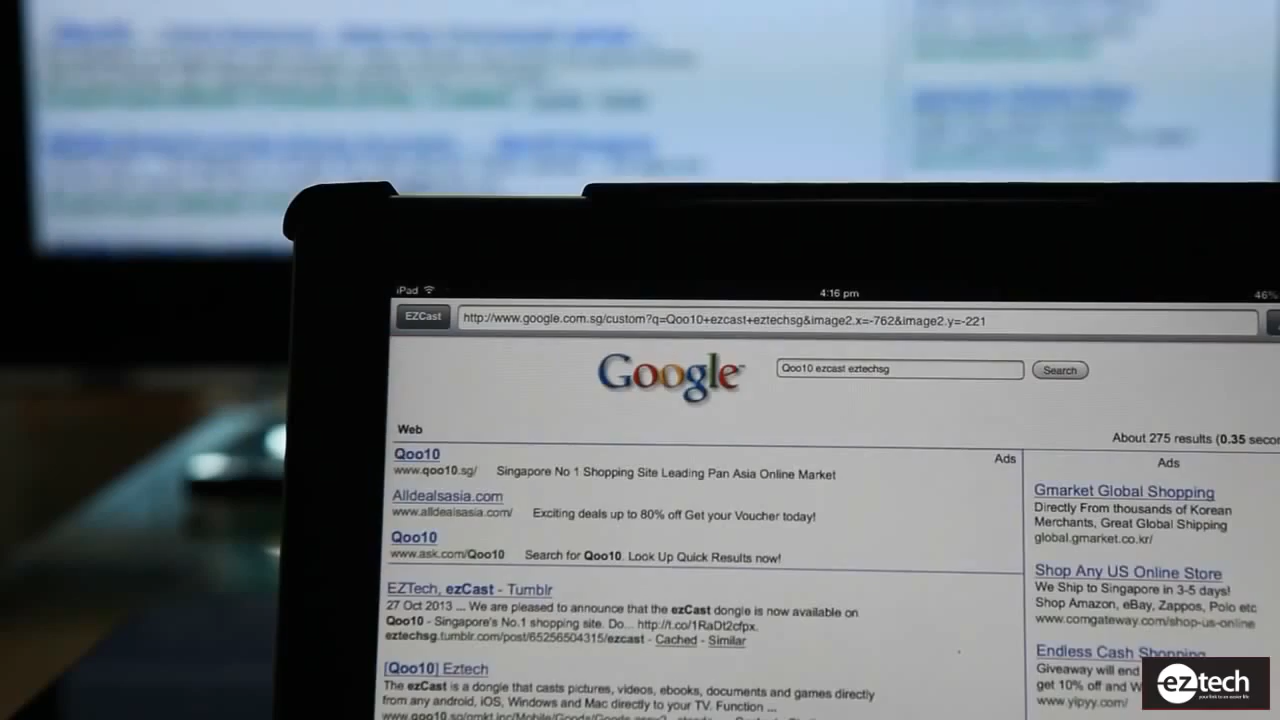 iPad
4:16 pm
46%
EZCast
http://www.google.com.sg/custom?q=Qoo10+ezcast+eztechsg&image2.x=-762&image2.y=-221
Google
Qoo10 ezcast eztechsg
Search
Web
About 275 results (0.35 secon
Qoo10
Ads
www.qoo10.sg/ Singapore No 1 Shopping Site Leading Pan Asia Online Market
Alldealsasia.com
www.alldealsasia.com/ Exciting deals up to 80% off Get your Voucher today!
Qoo10
www.ask.com/Qoo10 Search for Qoo10. Look Up Quick Results now!
EZTech, ezCast - Tumblr
27 Oct 2013 ... We are pleased to announce that the ezCast dongle is now available on
Qoo10 - Singapore's No.1 shopping site. Do... http://t.co/1RaDt2cfpx.
eztechsg.tumblr.com/post/65256504315/ezcast - Cached - Similar
[Qoo10] Eztech
The ezCast is a dongle that casts pictures, videos, ebooks, documents and games directly
from any android, iOS, Windows and Mac directly to your TV. Function ...
Ads
Gmarket Global Shopping
Directly From thousands of Korean
Merchants, Great Global Shipping
global.gmarket.co.kr/
Shop Any US Online Store
We Ship to Singapore in 3-5 days!
Shop Amazon, eBay, Zappos, Polo etc
www.comgateway.com/shop-us-online
Endless Cash Shopping
Giveaway will end
get 10% off and W
www.yipyy.com/
eztech
your link to an easier life